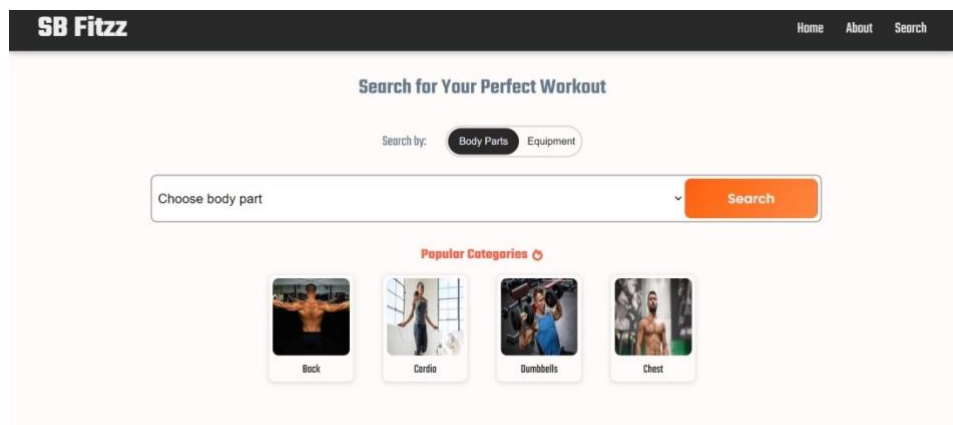 SB Fitzz
Home About Search
Search for Your Perfect Workout
Search by: Body Parts Equipment
Choose body part Search
Popular Categories
Back Cardio Dumbbells Chest